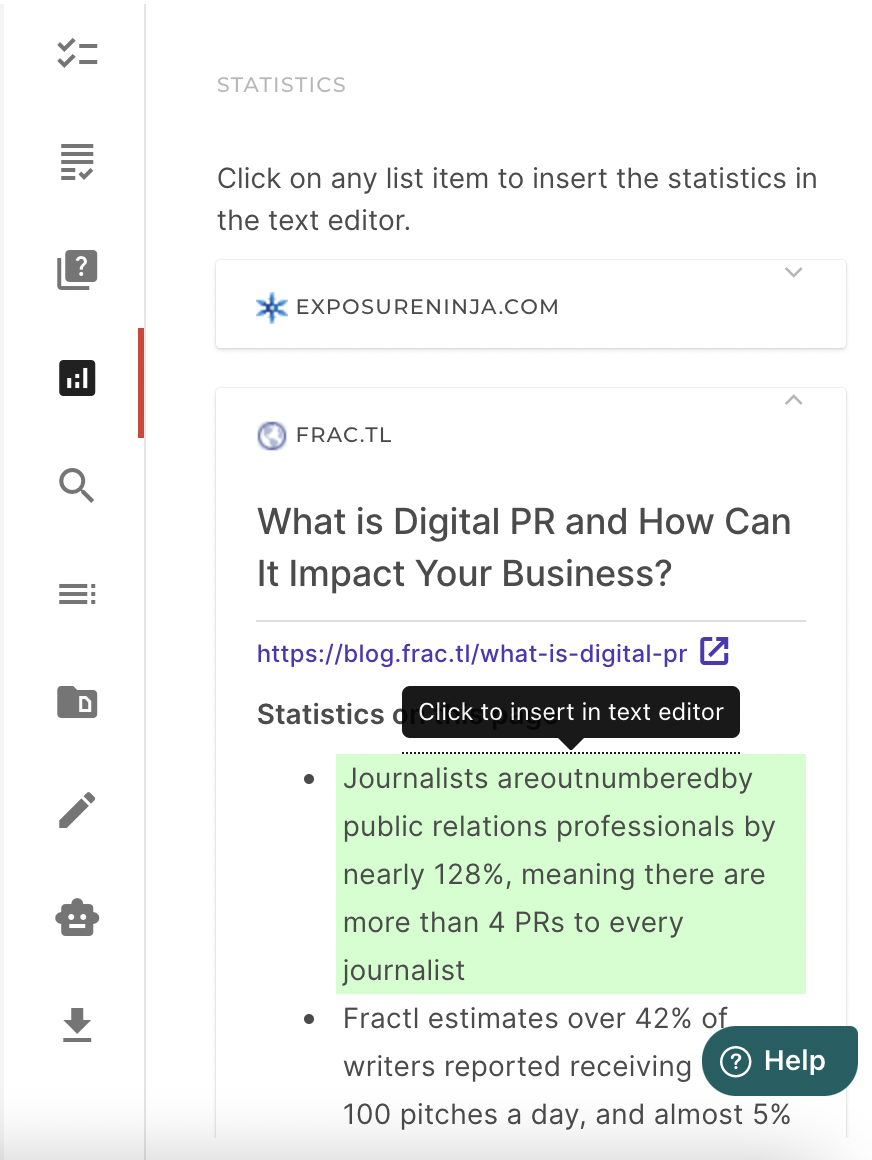 STATISTICS
Click on any list item to insert the statistics in
the text editor.
EXPOSURENINJA.COM
FRAC.TL
What is Digital PR and How Can
It Impact Your Business?
https://blog.frac.tl/what-is-digital-pr
Statistics on this page
Click to insert in text editor
Journalists areoutnumberedby
public relations professionals by
nearly 128%, meaning there are
more than 4 PRs to every
journalist
Fractl estimates over 42% of
writers reported receiving
100 pitches a day, and almost 5%
? Help